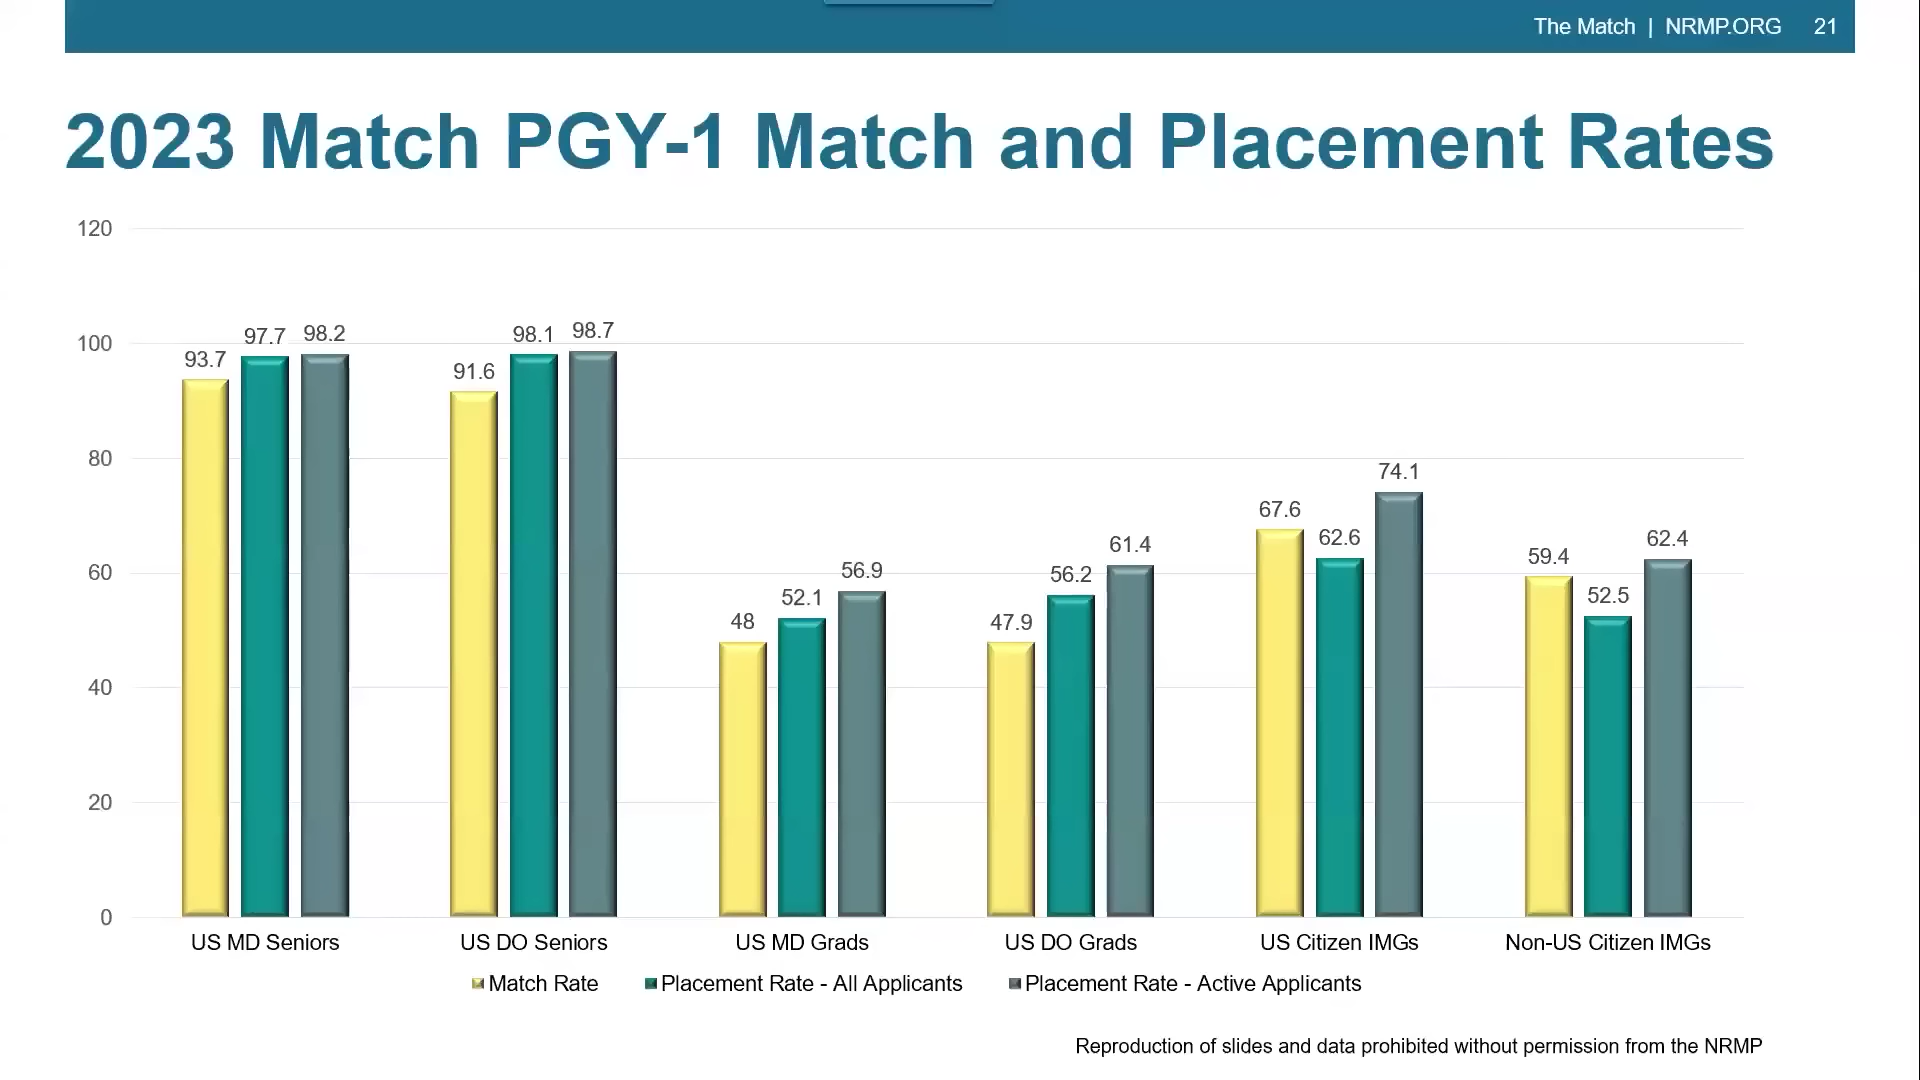 The Match | NRMP.ORG 21
2023 Match PGY-1 Match and Placement Rates
120
100
80
60
40
20
0
93.7 97.7 98.2
91.6 98.1 98.7
48 52.1 56.9
47.9 56.2 61.4
67.6 62.6 74.1
59.4 52.5 62.4
US MD Seniors US DO Seniors US MD Grads US DO Grads US Citizen IMGs Non-US Citizen IMGs
Match Rate Placement Rate - All Applicants Placement Rate - Active Applicants
Reproduction of slides and data prohibited without permission from the NRMP